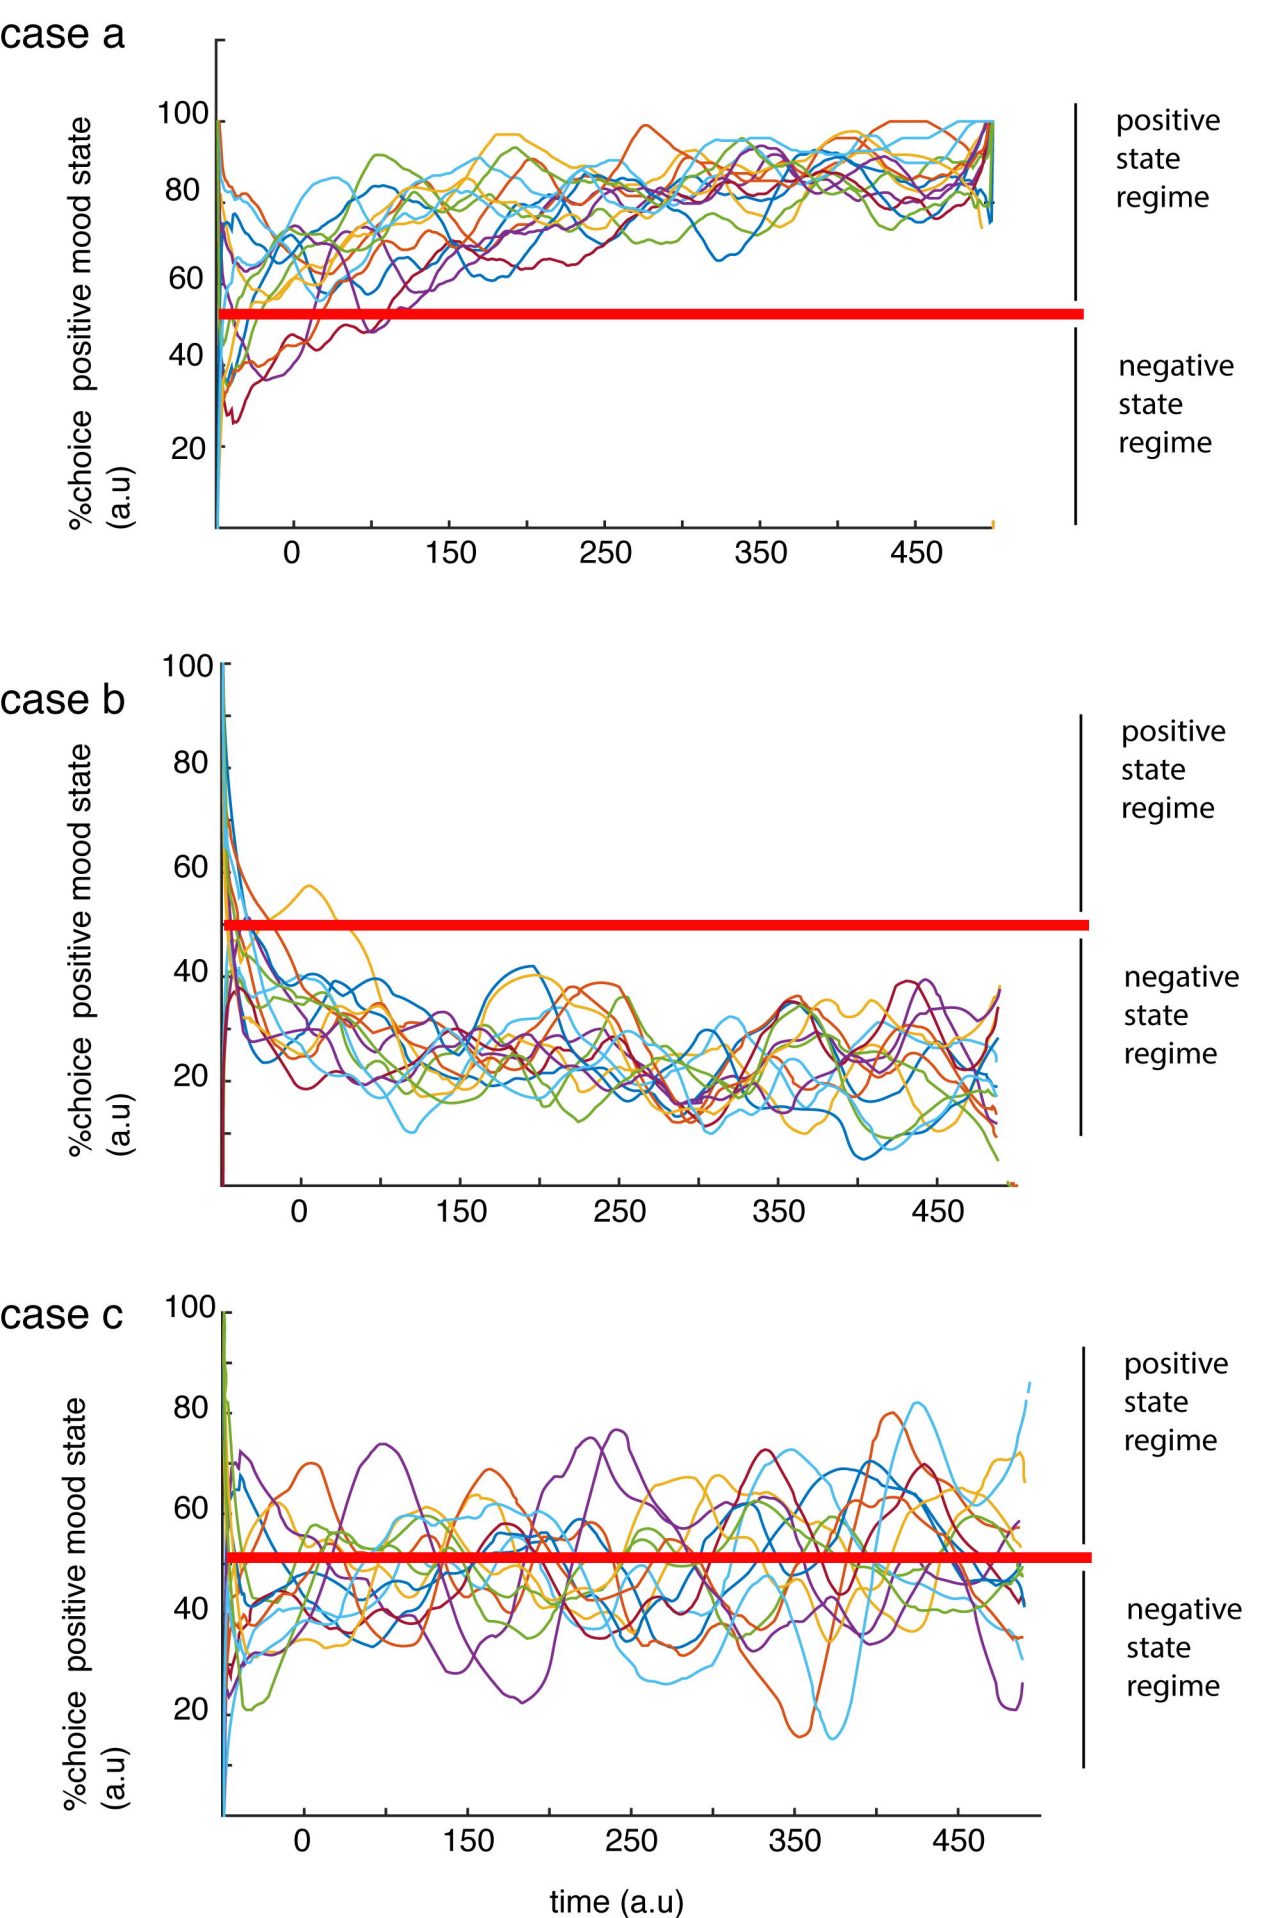 case a
%choice positive mood state
(a.u)
100
80
60
40
20
0 150 250 350 450
positive
state
regime
negative
state
regime
case b
%choice positive mood state
(a.u)
100
80
60
40
20
0 150 250 350 450
positive
state
regime
negative
state
regime
case c
%choice positive mood state
(a.u)
100
80
60
40
20
0 150 250 350 450
positive
state
regime
negative
state
regime
time (a.u)